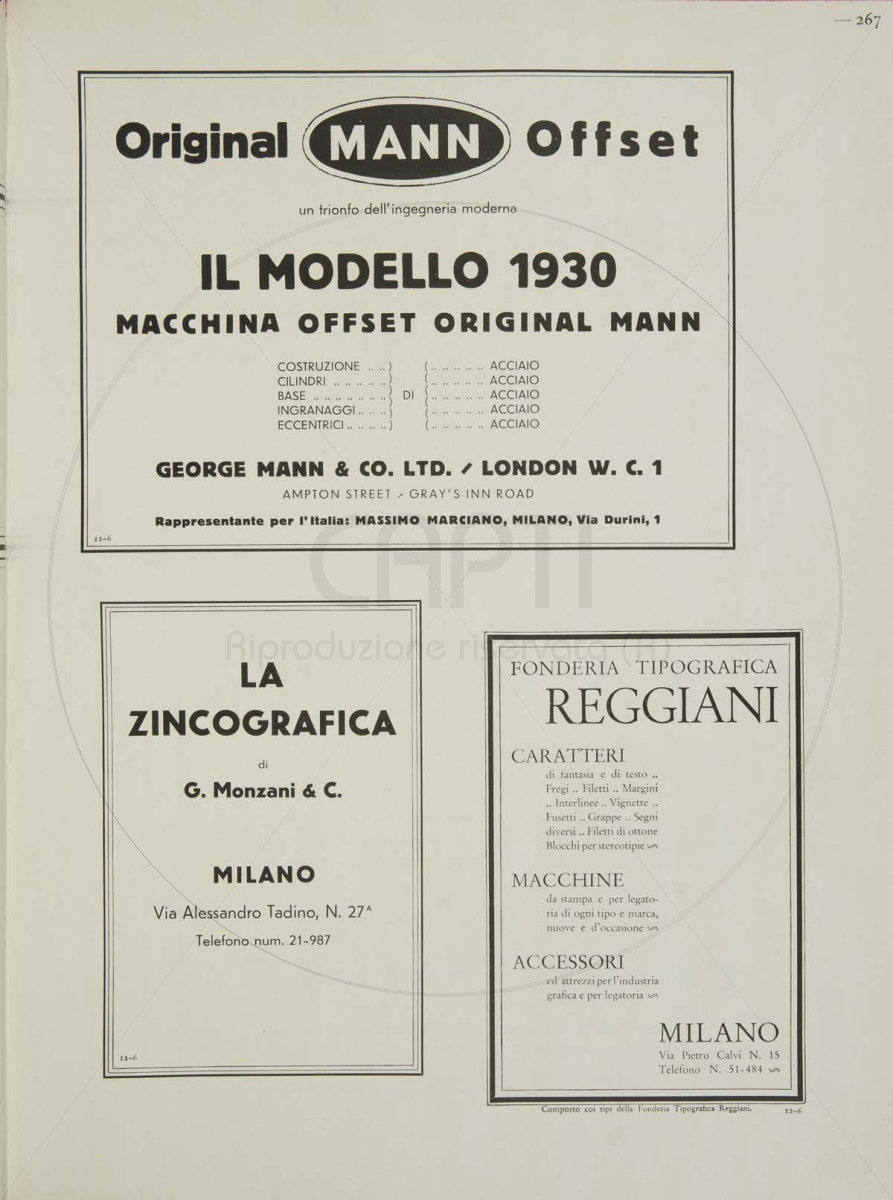 — 267
Original MANN Offset
un trionfo dell'ingegneria moderna
IL MODELLO 1930
MACCHINA OFFSET ORIGINAL MANN
COSTRUZIONE .. ..) (.. .. .. .. .. ACCIAIO
CILINDRI .. .. .. .. ..) (.. .. .. .. .. ACCIAIO
BASE .. .. .. .. .. .. ..) DI (.. .. .. .. .. ACCIAIO
INGRANAGGI .. .. ..) (.. .. .. .. .. ACCIAIO
ECCENTRICI .. .. .. ..) (.. .. .. .. .. ACCIAIO
GEORGE MANN & CO. LTD. / LONDON W. C. 1
AMPTON STREET / GRAY'S INN ROAD
Rappresentante per l'Italia: MASSIMO MARCIANO, MILANO, Via Durini, 1
12-6
CAPTI
Riproduzione riservata (R)
LA
ZINCOGRAFICA
di
G. Monzani & C.
MILANO
Via Alessandro Tadino, N. 27A
Telefono num. 21-987
12-6
FONDERIA TIPOGRAFICA
REGGIANI
CARATTERI
di fantasia e di testo ..
Fregi .. Filetti .. Margini
.. Interlinee .. Vignette ..
Fusetti .. Grappe .. Segni
diversi .. Filetti di ottone
Blocchi per stereotipie
MACCHINE
da stampa e per legato-
ria di ogni tipo e marca,
nuove e d'occasione
ACCESSORI
ed attrezzi per l'industria
grafica e per legatoria
MILANO
Via Pietro Calvi N. 15
Telefono N. 51-484
Composto coi tipi della Fonderia Tipografica Reggiani.
12-6